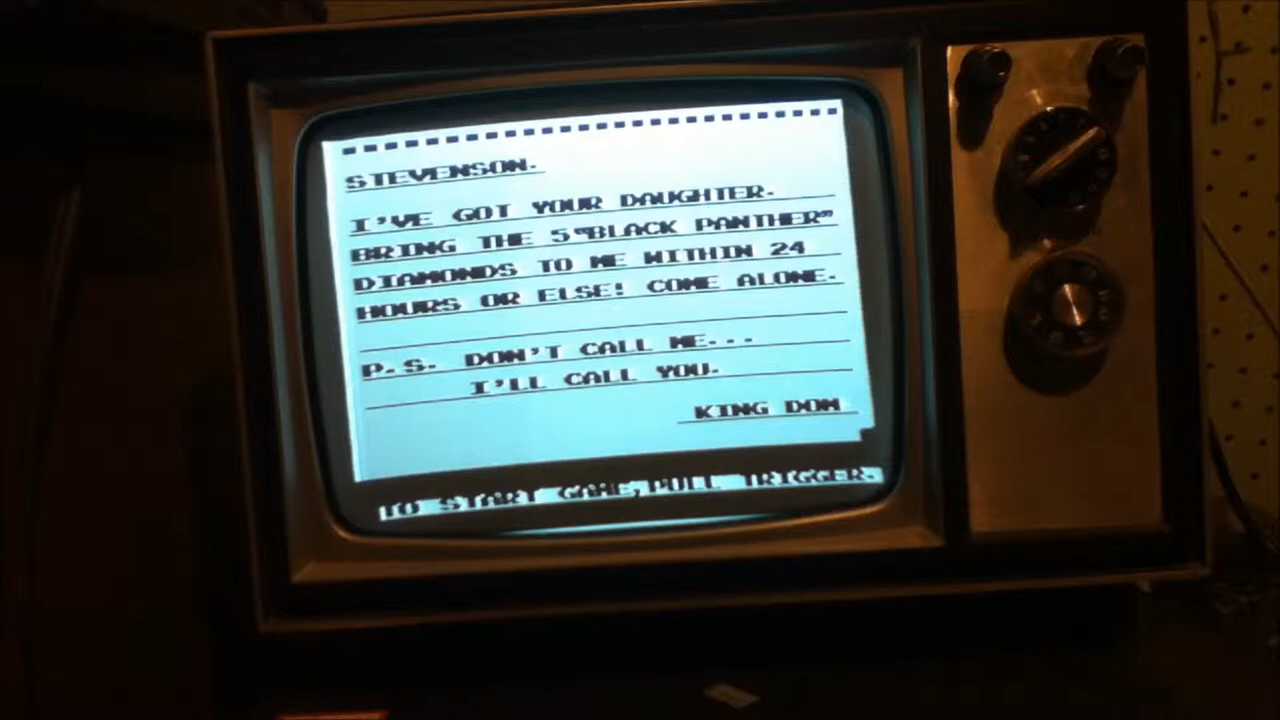 STEVENSON.
I'VE GOT YOUR DAUGHTER.
BRING THE 5"BLACK PANTHER"
DIAMONDS TO ME WITHIN 24
HOURS OR ELSE! COME ALONE.
P.S. DON'T CALL ME...
I'LL CALL YOU.
KING DOM
TO START GAME,PULL TRIGGER.